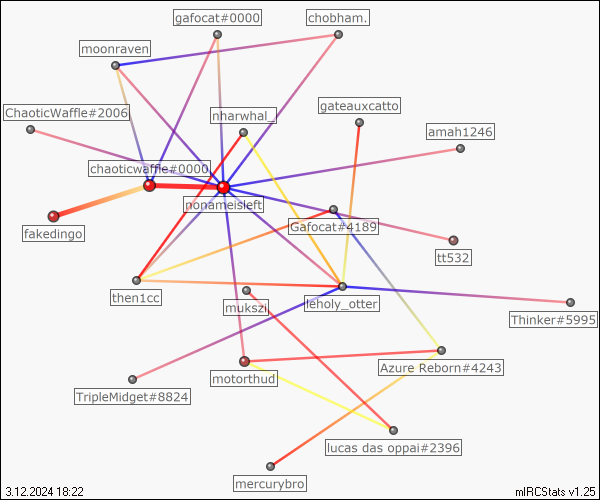 gafocat#0000
chobham.
moonraven
gateauxcatto
ChaoticWaffle#2006
nharwhal_
amah1246
chaoticwaffle#0000
nonameisleft
fakedingo
Gafocat#4189
tt532
then1cc
mukszi
leholy_otter
Thinker#5995
motorthud
Azure Reborn#4243
TripleMidget#8824
lucas das oppai#2396
mercurybro
3.12.2024 18:22
mIRCStats v1.25